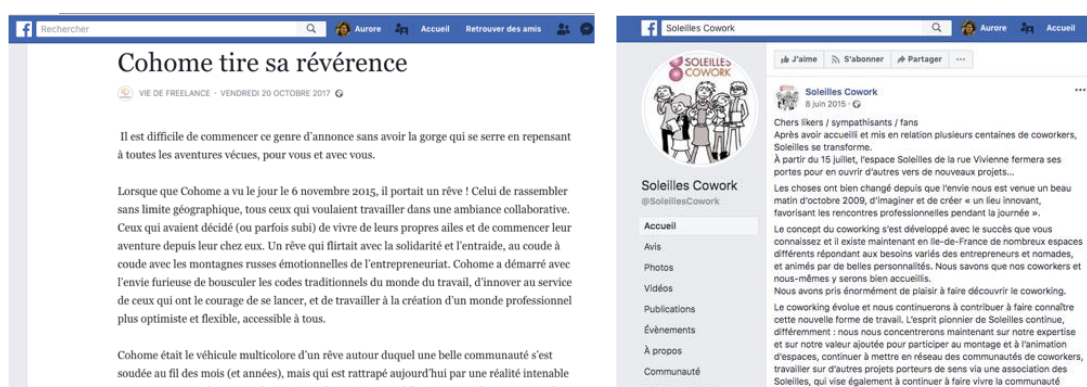 Rechercher
Aurore
Accueil
Retrouver des amis
Cohome tire sa révérence
VIE DE FREELANCE · VENDREDI 20 OCTOBRE 2017
Il est difficile de commencer ce genre d'annonce sans avoir la gorge qui se serre en repensant
à toutes les aventures vécues, pour vous et avec vous.
Lorsque que Cohome a vu le jour le 6 novembre 2015, il portait un rêve ! Celui de rassembler
sans limite géographique, tous ceux qui voulaient travailler dans une ambiance collaborative.
Ceux qui avaient décidé (ou parfois subi) de vivre de leurs propres ailes et de commencer leur
aventure depuis leur chez eux. Un rêve qui flirtait avec la solidarité et l'entraide, au coude à
coude avec les montagnes russes émotionnelles de l'entrepreneuriat. Cohome a démarré avec
l'envie furieuse de bousculer les codes traditionnels du monde du travail, d'innover au service
de ceux qui ont le courage de se lancer, et de travailler à la création d'un monde professionnel
plus optimiste et flexible, accessible à tous.
Cohome était le véhicule multicolore d'un rêve autour duquel une belle communauté s'est
soudée au fil des mois (et années), mais qui est rattrapé aujourd'hui par une réalité intenable
Soleilles Cowork
Aurore
Accueil
SOLEILLES
COWORK
Soleilles Cowork
@SoleillesCowork
Accueil
Avis
Photos
Vidéos
Publications
Évènements
À propos
Communauté
J'aime
S'abonner
Partager
Soleilles Cowork
8 juin 2015 ·
Chers likers / sympathisants / fans
Après avoir accueilli et mis en relation plusieurs centaines de coworkers,
Soleilles se transforme.
À partir du 15 juillet, l'espace Soleilles de la rue Vivienne fermera ses
portes pour en ouvrir d'autres vers de nouveaux projets...
Les choses ont bien changé depuis que l'envie nous est venue un beau
matin d'octobre 2009, d'imaginer et de créer « un lieu innovant,
favorisant les rencontres professionnelles pendant la journée ».
Le concept du coworking s'est développé avec le succès que vous
connaissez et il existe maintenant en Ile-de-France de nombreux espaces
différents répondant aux besoins variés des entrepreneurs et nomades,
et animés par de belles personnalités. Nous savons que nos coworkers et
nous-mêmes y serons bien accueillis.
Nous avons pris énormément de plaisir à faire découvrir le coworking.
Le coworking évolue et nous continuerons à contribuer à faire connaître
cette nouvelle forme de travail. L'esprit pionnier de Soleilles continue,
différemment : nous nous concentrerons maintenant sur notre expertise
et sur notre valeur ajoutée pour participer au montage et à l'animation
d'espaces, continuer à mettre en réseau des communautés de coworkers,
travailler sur d'autres projets porteurs de sens via une association des
Soleilles, qui vise également à continuer à faire vivre la communauté